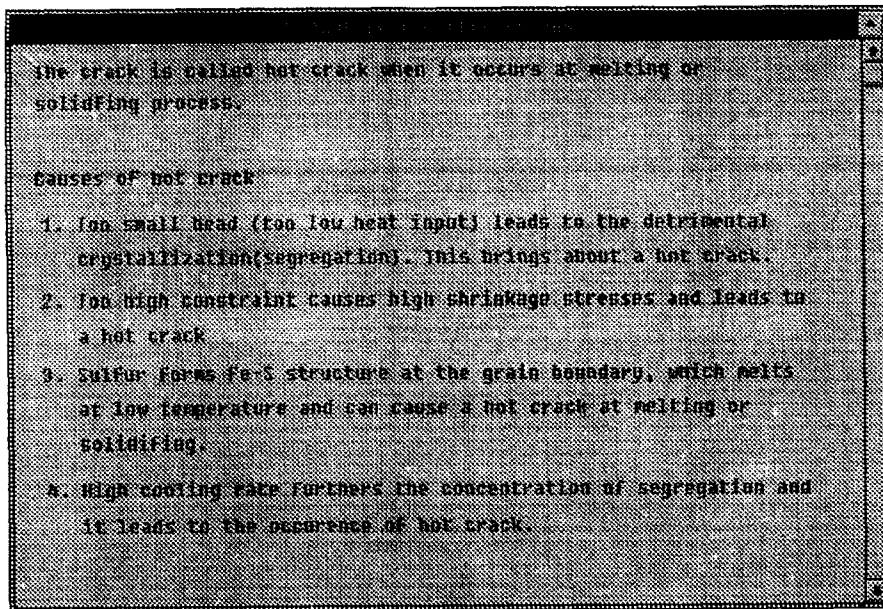 The crack is called hot crack when it occurs at melting or
solidfing process.
Causes of hot crack
1. Too small bead (too low heat input) leads to the detrimental
crystallization(segregation). This brings about a hot crack.
2. Too high constraint causes high shrinkage stresses and leads to
a hot crack
3. Sulfur forms Fe-S structure at the grain boundary, which melts
at low temperature and can cause a hot crack at melting or
solidifing.
4. High cooling rate furthers the concentration of segregation and
it leads to the occurence of hot crack.